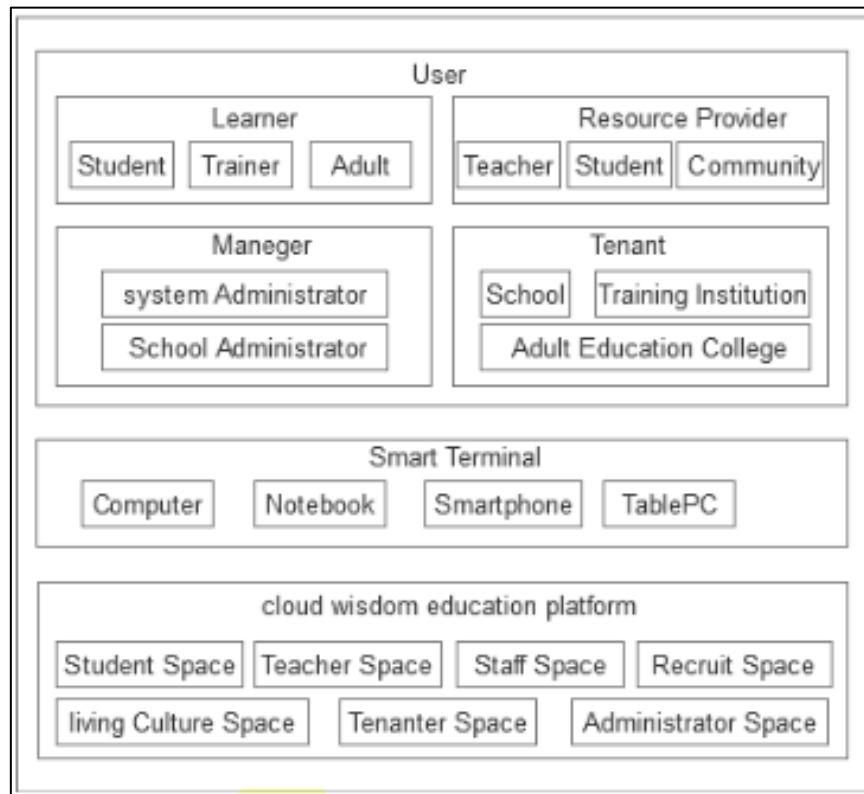 User
Learner
Student Trainer Adult
Resource Provider
Teacher Student Community
Maneger
system Administrator
School Administrator
Tenant
School Training Institution
Adult Education College
Smart Terminal
Computer Notebook Smartphone TablePC
cloud wisdom education platform
Student Space Teacher Space Staff Space Recruit Space
living Culture Space Tenanter Space Administrator Space